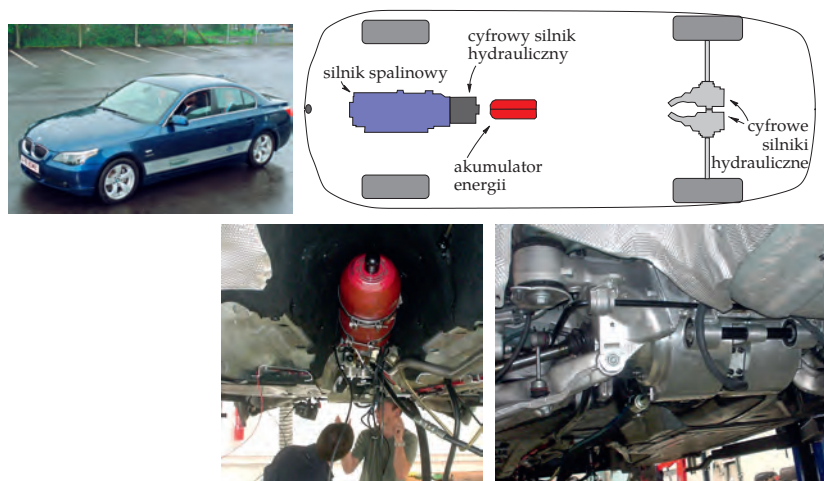 cyfrowy silnik
hydrauliczny
silnik spalinowy
akumulator
energii
cyfrowe
silniki
hydrauliczne